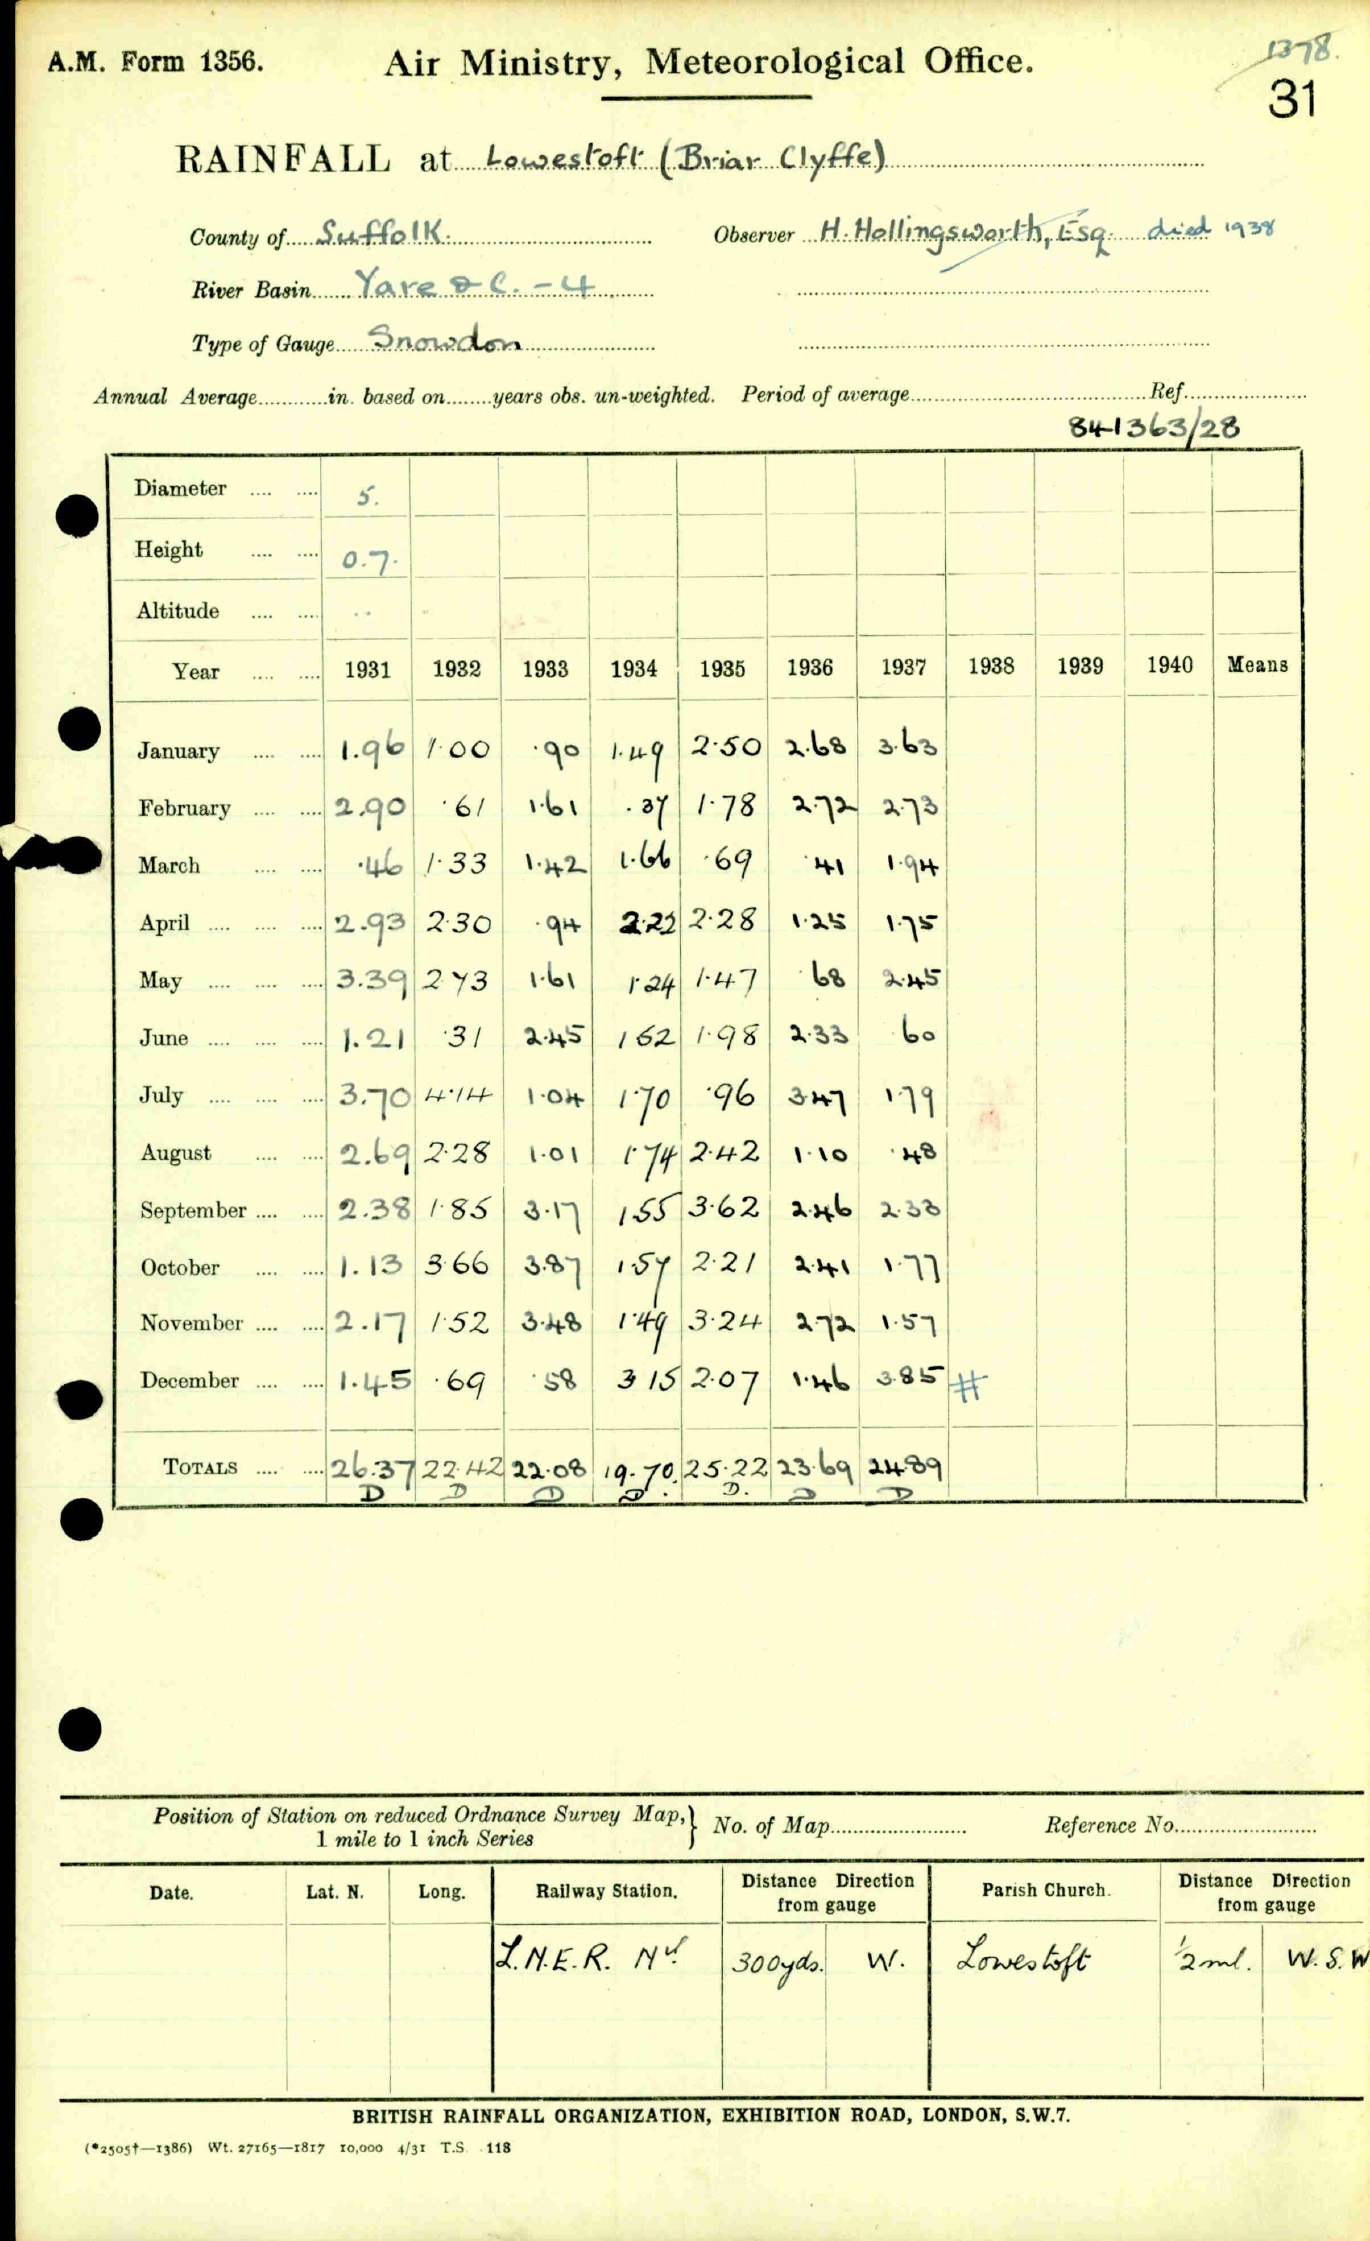 A.M. Form 1356.
Air Ministry, Meteorological Office.
1378.
31
RAINFALL at Lowestoft (Briar Clyffe)
County of Suffolk. Observer H. Hollingsworth, Esq. died 1938
River Basin Yare &c. – 4
Type of Gauge Snowdon
Annual Average............in. based on........years obs. un-weighted. Period of average.......... Ref..........
841363/28
Diameter .... .... 5.
Height .... .... 0.7.
Altitude .... .... ..
Year .... .... 1931 1932 1933 1934 1935 1936 1937 1938 1939 1940 Means
January .... .... 1.96 1.00 .90 1.49 2.50 2.68 3.63
February .... .... 2.90 .61 1.61 .37 1.78 2.72 2.73
March .... .... .46 1.33 1.42 1.66 .69 .41 1.94
April .... .... .... 2.93 2.30 .94 2.22 2.28 1.25 1.75
May .... .... .... 3.39 2.73 1.61 1.24 1.47 .68 2.45
June .... .... .... 1.21 .31 2.45 1.52 1.98 2.33 .60
July .... .... .... 3.70 4.14 1.04 1.70 .96 3.47 1.79
August .... .... 2.69 2.28 1.01 1.74 2.42 1.10 .48
September .... .... 2.38 1.85 3.17 1.55 3.62 2.46 2.33
October .... .... 1.13 3.66 3.87 1.57 2.21 2.41 1.77
November .... .... 2.17 1.52 3.48 1.49 3.24 2.72 1.57
December .... .... 1.45 .69 .58 3.15 2.07 1.46 3.85 #
TOTALS .... .... 26.37 22.42 22.08 19.70. 25.22 23.69 24.89
D D D D. D. D D
Position of Station on reduced Ordnance Survey Map, 1 mile to 1 inch Series } No. of Map.......... Reference No..........
Date. Lat. N. Long. Railway Station. Distance Direction from gauge Parish Church. Distance Direction from gauge
L.N.E.R. Nth 300yds. W. Lowestoft ½ ml. W.S.W
BRITISH RAINFALL ORGANIZATION, EXHIBITION ROAD, LONDON, S.W.7.
(*2505†—1386) Wt. 27165—1817 10,000 4/31 T.S. 118